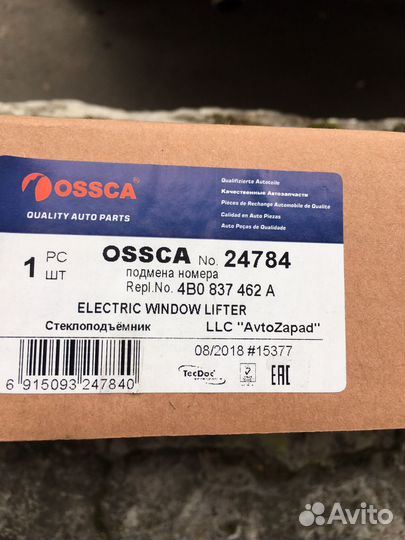 OSSCA®
QUALITY AUTO PARTS
Qualifizierte Autoteile
Качественные Автозапчасти
Pièces de Rechange Automobile de Qualité
Calidad en Auto Piezas
Auto Peças de Qualidade
1 PC
ШТ
OSSCA No. 24784
подмена номера
Repl.No. 4B0 837 462 A
ELECTRIC WINDOW LIFTER
Стеклоподъёмник LLC "AvtoZapad"
08/2018 #15377
6 915093 247840
TecDoc
EAC
Avito